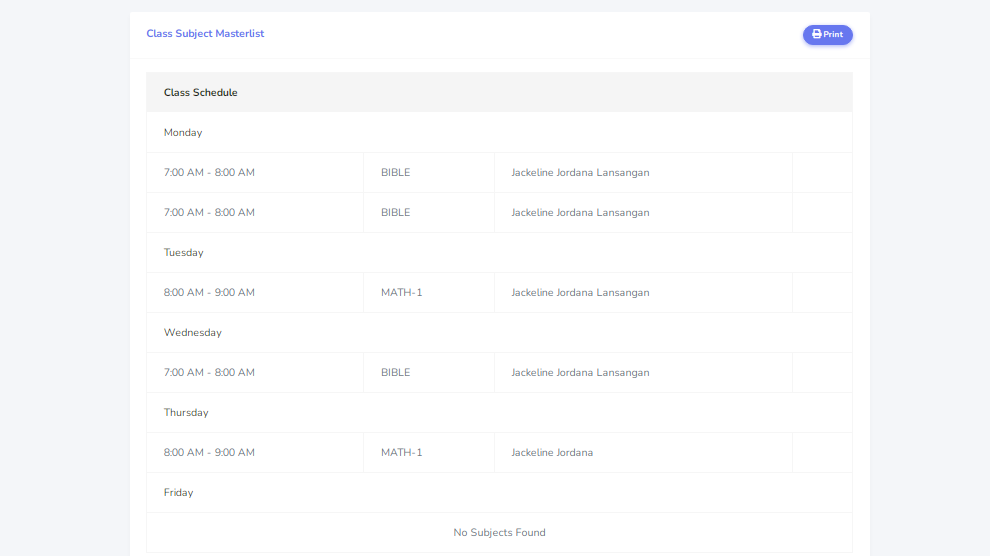 Class Subject Masterlist
Print
Class Schedule
Monday
7:00 AM - 8:00 AM BIBLE Jackeline Jordana Lansangan
7:00 AM - 8:00 AM BIBLE Jackeline Jordana Lansangan
Tuesday
8:00 AM - 9:00 AM MATH-1 Jackeline Jordana Lansangan
Wednesday
7:00 AM - 8:00 AM BIBLE Jackeline Jordana Lansangan
Thursday
8:00 AM - 9:00 AM MATH-1 Jackeline Jordana
Friday
No Subjects Found